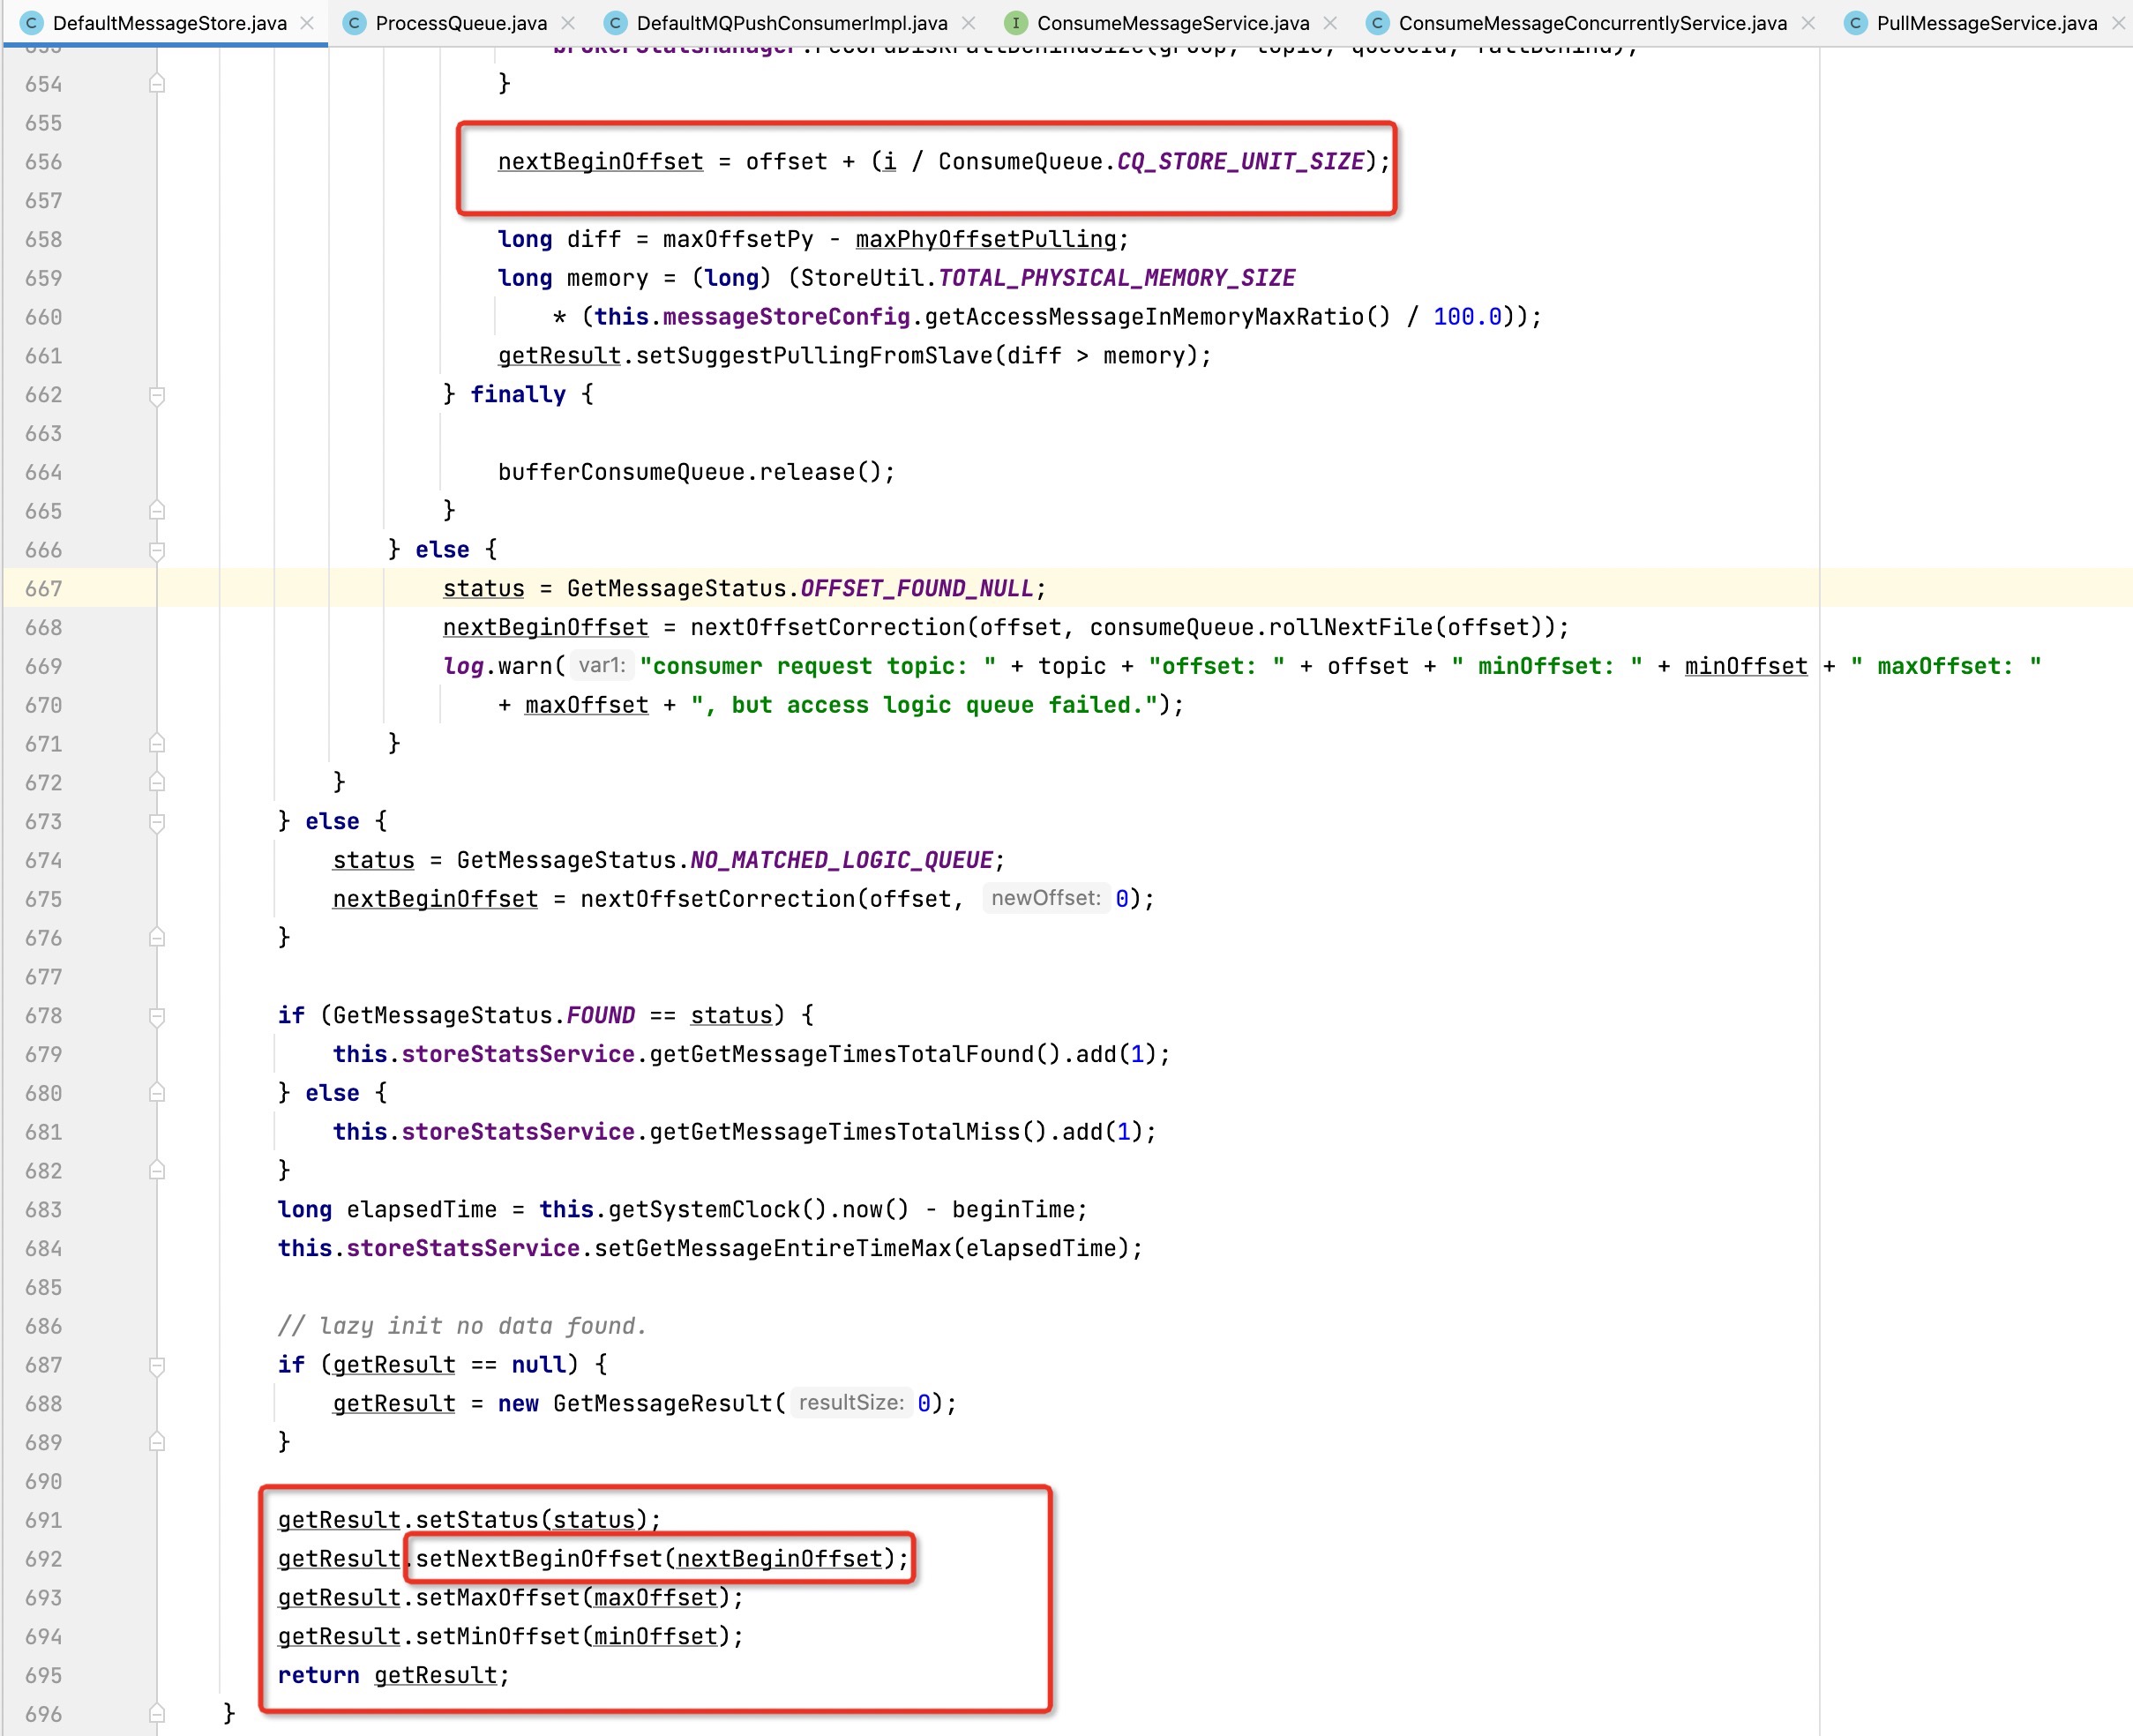 DefaultMessageStore.java ProcessQueue.java DefaultMQPushConsumerImpl.java ConsumeMessageService.java ConsumeMessageConcurrentlyService.java PullMessageService.java
653 brokerStatsManager.recordDiskFallBehindSize(group, topic, queueId, fallBehind);
654 }
655
656 nextBeginOffset = offset + (i / ConsumeQueue.CQ_STORE_UNIT_SIZE);
657
658 long diff = maxOffsetPy - maxPhyOffsetPulling;
659 long memory = (long) (StoreUtil.TOTAL_PHYSICAL_MEMORY_SIZE
660 * (this.messageStoreConfig.getAccessMessageInMemoryMaxRatio() / 100.0));
661 getResult.setSuggestPullingFromSlave(diff > memory);
662 } finally {
663
664 bufferConsumeQueue.release();
665 }
666 } else {
667 status = GetMessageStatus.OFFSET_FOUND_NULL;
668 nextBeginOffset = nextOffsetCorrection(offset, consumeQueue.rollNextFile(offset));
669 log.warn( var1: "consumer request topic: " + topic + "offset: " + offset + " minOffset: " + minOffset + " maxOffset: "
670 + maxOffset + ", but access logic queue failed.");
671 }
672 }
673 } else {
674 status = GetMessageStatus.NO_MATCHED_LOGIC_QUEUE;
675 nextBeginOffset = nextOffsetCorrection(offset, newOffset: 0);
676 }
677
678 if (GetMessageStatus.FOUND == status) {
679 this.storeStatsService.getGetMessageTimesTotalFound().add(1);
680 } else {
681 this.storeStatsService.getGetMessageTimesTotalMiss().add(1);
682 }
683 long elapsedTime = this.getSystemClock().now() - beginTime;
684 this.storeStatsService.setGetMessageEntireTimeMax(elapsedTime);
685
686 // lazy init no data found.
687 if (getResult == null) {
688 getResult = new GetMessageResult( resultSize: 0);
689 }
690
691 getResult.setStatus(status);
692 getResult.setNextBeginOffset(nextBeginOffset);
693 getResult.setMaxOffset(maxOffset);
694 getResult.setMinOffset(minOffset);
695 return getResult;
696 }